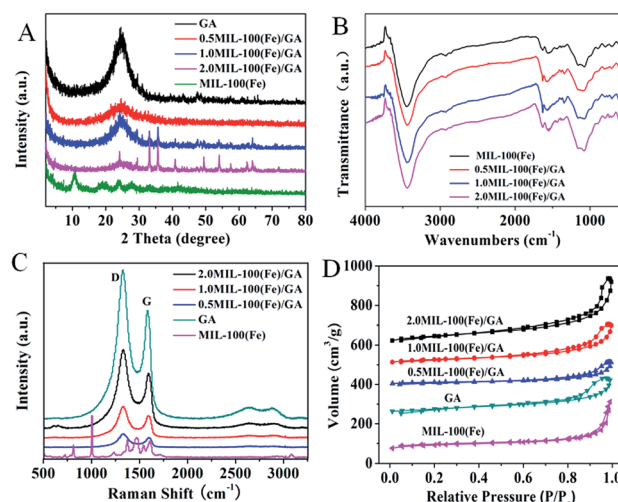 A
GA
0.5MIL-100(Fe)/GA
1.0MIL-100(Fe)/GA
2.0MIL-100(Fe)/GA
MIL-100(Fe)
Intensity (a.u.)
10 20 30 40 50 60 70 80
2 Theta (degree)
B
Transmittance (a.u.)
MIL-100(Fe)
0.5MIL-100(Fe)/GA
1.0MIL-100(Fe)/GA
2.0MIL-100(Fe)/GA
4000 3000 2000 1000
Wavenumbers (cm-1)
C
D
G
2.0MIL-100(Fe)/GA
1.0MIL-100(Fe)/GA
0.5MIL-100(Fe)/GA
GA
MIL-100(Fe)
Intensity (a.u.)
500 1000 1500 2000 2500 3000
Raman Shift (cm-1)
D
1000
800
600
400
200
0
Volume (cm3/g)
2.0MIL-100(Fe)/GA
1.0MIL-100(Fe)/GA
0.5MIL-100(Fe)/GA
GA
MIL-100(Fe)
0.0 0.2 0.4 0.6 0.8 1.0
Relative Pressure (P/P.)